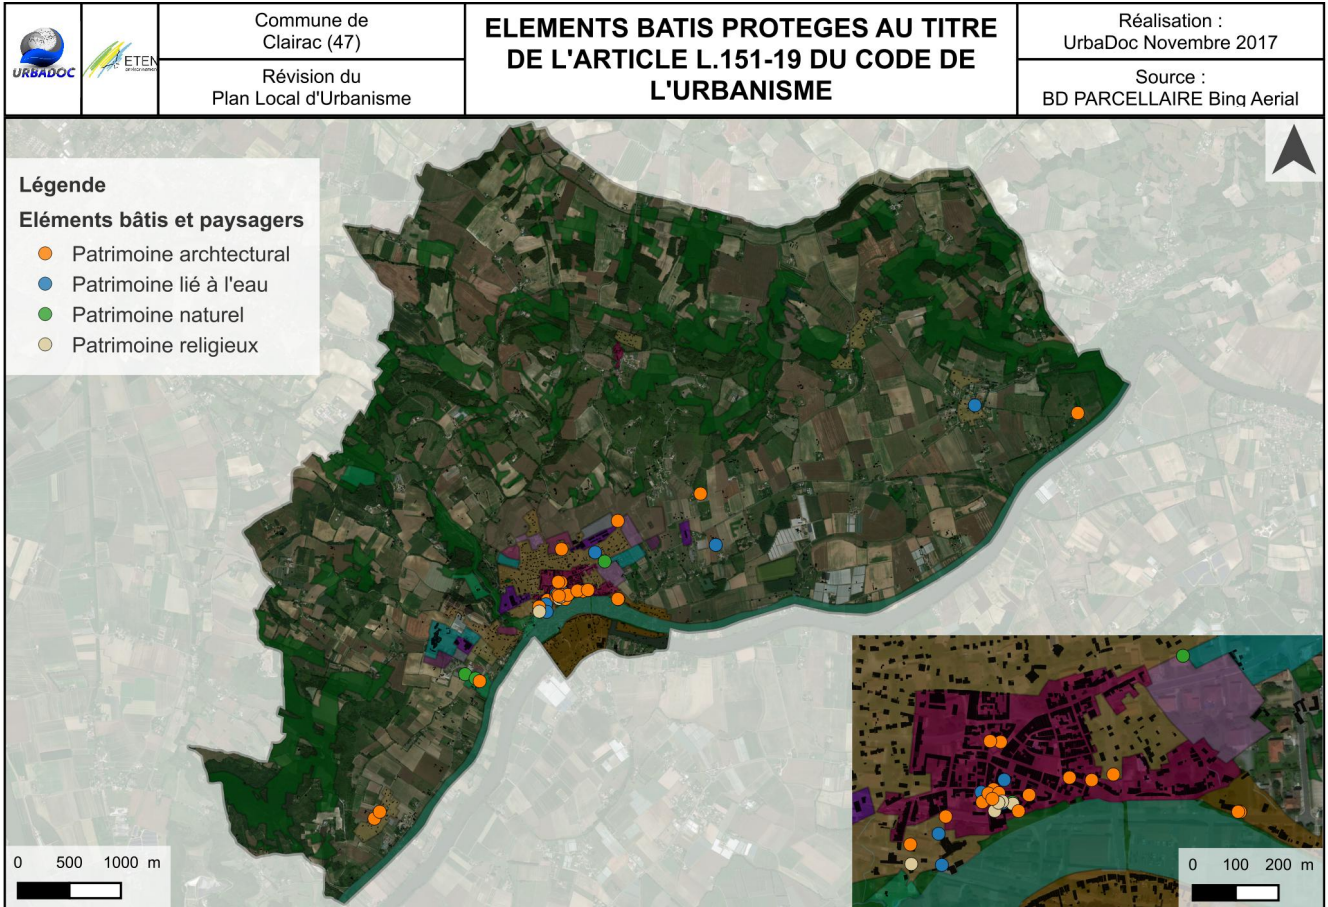 URBADOC
ETEN
environnement
Commune de
Clairac (47)
Révision du
Plan Local d'Urbanisme
ELEMENTS BATIS PROTEGES AU TITRE
DE L'ARTICLE L.151-19 DU CODE DE
L'URBANISME
Réalisation :
UrbaDoc Novembre 2017
Source :
BD PARCELLAIRE Bing Aerial
Légende
Eléments bâtis et paysagers
Patrimoine archtectural
Patrimoine lié à l'eau
Patrimoine naturel
Patrimoine religieux
0 500 1000 m
0 100 200 m